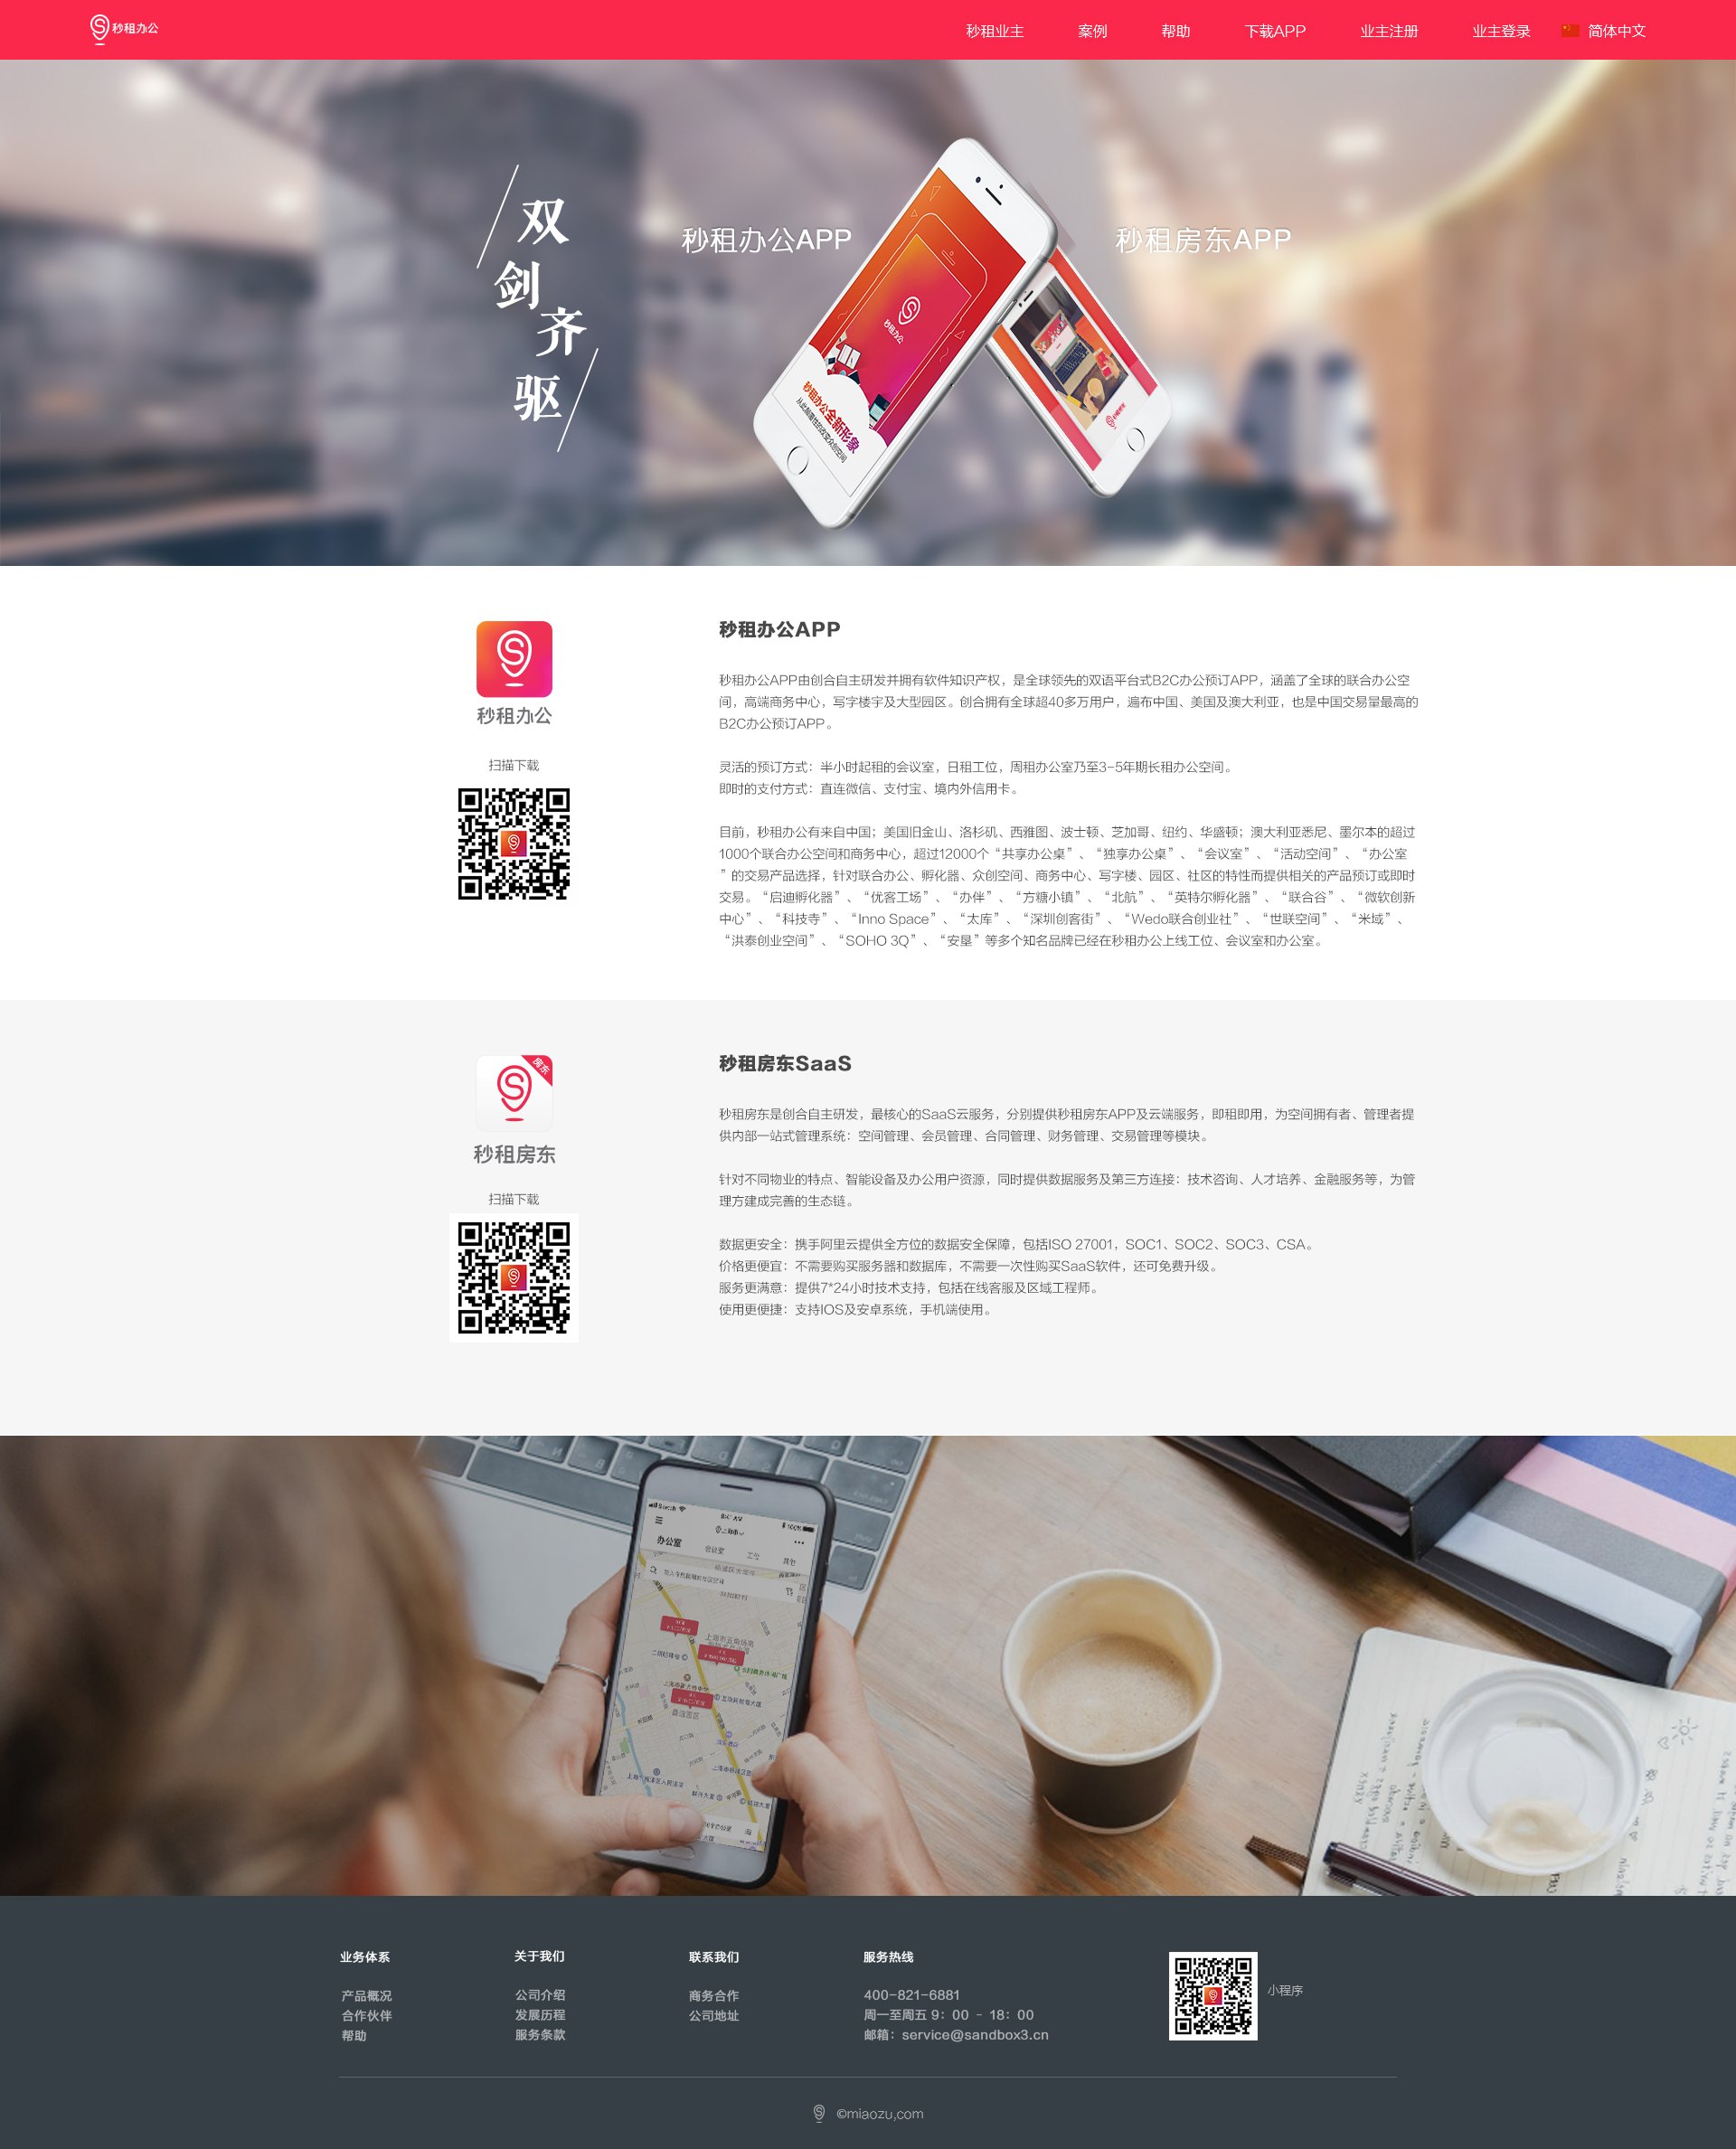 秒租办公
秒租业主
案例
帮助
下载APP
业主注册
业主登录
简体中文
双
剑
齐
驱
秒租办公APP
秒租房东APP
秒租办公
秒租办公全新形象
秒租房东
秒租办公APP
秒租办公
扫描下载
秒租办公APP由创合自主研发并拥有软件知识产权，是全球领先的双语平台式B2C办公预订APP，涵盖了全球的联合办公空
间，高端商务中心，写字楼宇及大型园区。创合拥有全球超40多万用户，遍布中国、美国及澳大利亚，也是中国交易量最高的
B2C办公预订APP。
灵活的预订方式：半小时起租的会议室，日租工位，周租办公室乃至3-5年期长租办公空间。
即时的支付方式：直连微信、支付宝、境内外信用卡。
目前，秒租办公有来自中国；美国旧金山、洛杉矶、西雅图、波士顿、芝加哥、纽约、华盛顿；澳大利亚悉尼、墨尔本的超过
1000个联合办公空间和商务中心，超过12000个“共享办公桌”、“独享办公桌”、“会议室”、“活动空间”、“办公室
”的交易产品选择，针对联合办公、孵化器、众创空间、商务中心、写字楼、园区、社区的特性而提供相关的产品预订或即时
交易。“启迪孵化器”、“优客工场”、“办伴”、“方糖小镇”、“北航”、“英特尔孵化器”、“联合谷”、“微软创新
中心”、“科技寺”、“Inno Space”、“太库”、“深圳创客街”、“Wedo联合创业社”、“世联空间”、“米域”、
“洪泰创业空间”、“SOHO 3Q”、“安垦”等多个知名品牌已经在秒租办公上线工位、会议室和办公室。
房东
秒租房东
扫描下载
秒租房东SaaS
秒租房东是创合自主研发，最核心的SaaS云服务，分别提供秒租房东APP及云端服务，即租即用，为空间拥有者、管理者提
供内部一站式管理系统：空间管理、会员管理、合同管理、财务管理、交易管理等模块。
针对不同物业的特点、智能设备及办公用户资源，同时提供数据服务及第三方连接：技术咨询、人才培养、金融服务等，为管
理方建成完善的生态链。
数据更安全：携手阿里云提供全方位的数据安全保障，包括ISO 27001，SOC1、SOC2、SOC3、CSA。
价格更便宜：不需要购买服务器和数据库，不需要一次性购买SaaS软件，还可免费升级。
服务更满意：提供7*24小时技术支持，包括在线客服及区域工程师。
使用更便捷：支持IOS及安卓系统，手机端使用。
100%
上海市
办公室
会议室
工位
其他
业务体系
产品概况
合作伙伴
帮助
关于我们
公司介绍
发展历程
服务条款
联系我们
商务合作
公司地址
服务热线
400-821-6881
周一至周五 9：00 - 18：00
邮箱：service@sandbox3.cn
小程序
©miaozu,com